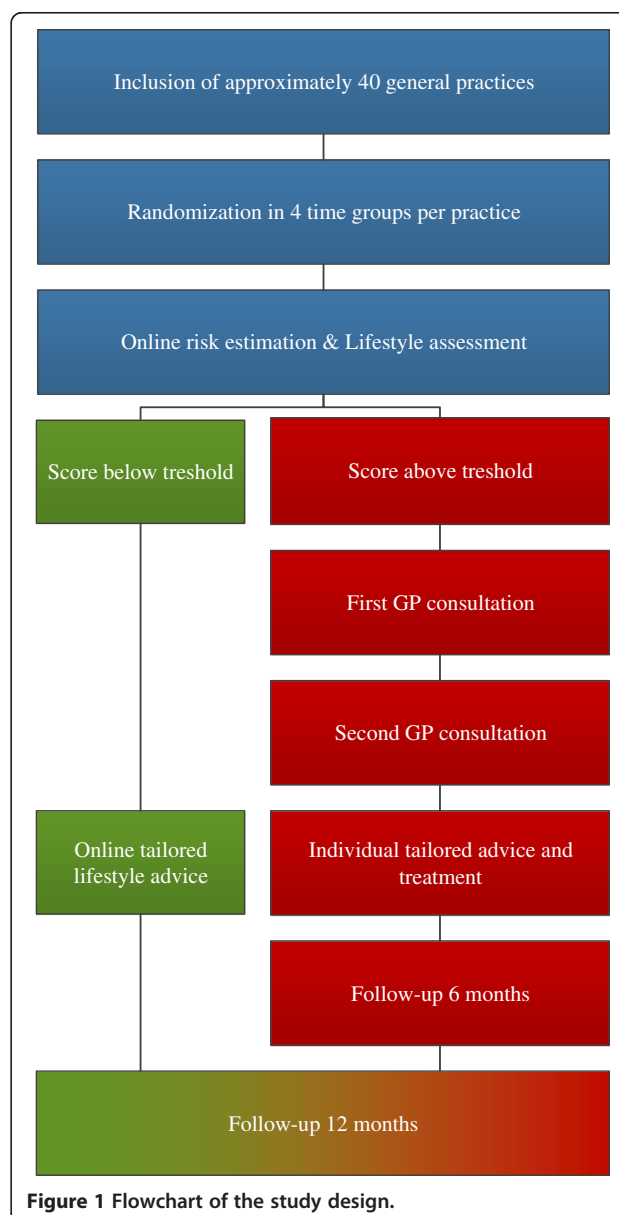 Inclusion of approximately 40 general practices
Randomization in 4 time groups per practice
Online risk estimation & Lifestyle assessment
Score below treshold
Score above treshold
First GP consultation
Second GP consultation
Online tailored
lifestyle advice
Individual tailored advice and
treatment
Follow-up 6 months
Follow-up 12 months
Figure 1 Flowchart of the study design.